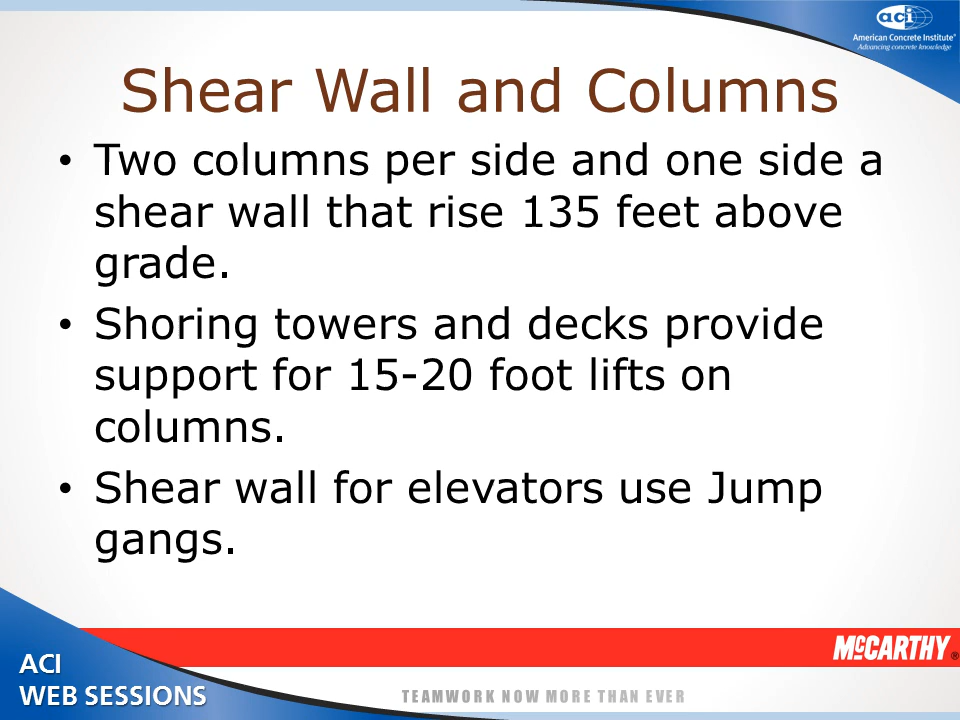 aci
American Concrete Institute®
Advancing concrete knowledge
Shear Wall and Columns
• Two columns per side and one side a
shear wall that rise 135 feet above
grade.
• Shoring towers and decks provide
support for 15-20 foot lifts on
columns.
• Shear wall for elevators use Jump
gangs.
McCARTHY®
ACI
WEB SESSIONS
TEAMWORK NOW MORE THAN EVER